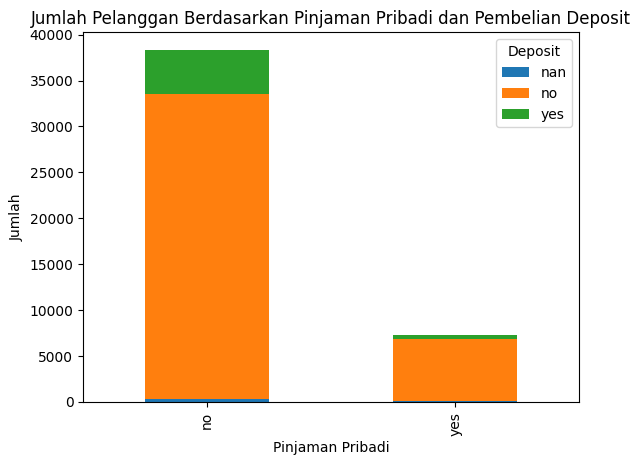 Jumlah Pelanggan Berdasarkan Pinjaman Pribadi dan Pembelian Deposit
40000
35000
30000
25000
20000
15000
10000
5000
0
Jumlah
Deposit
nan
no
yes
no
yes
Pinjaman Pribadi